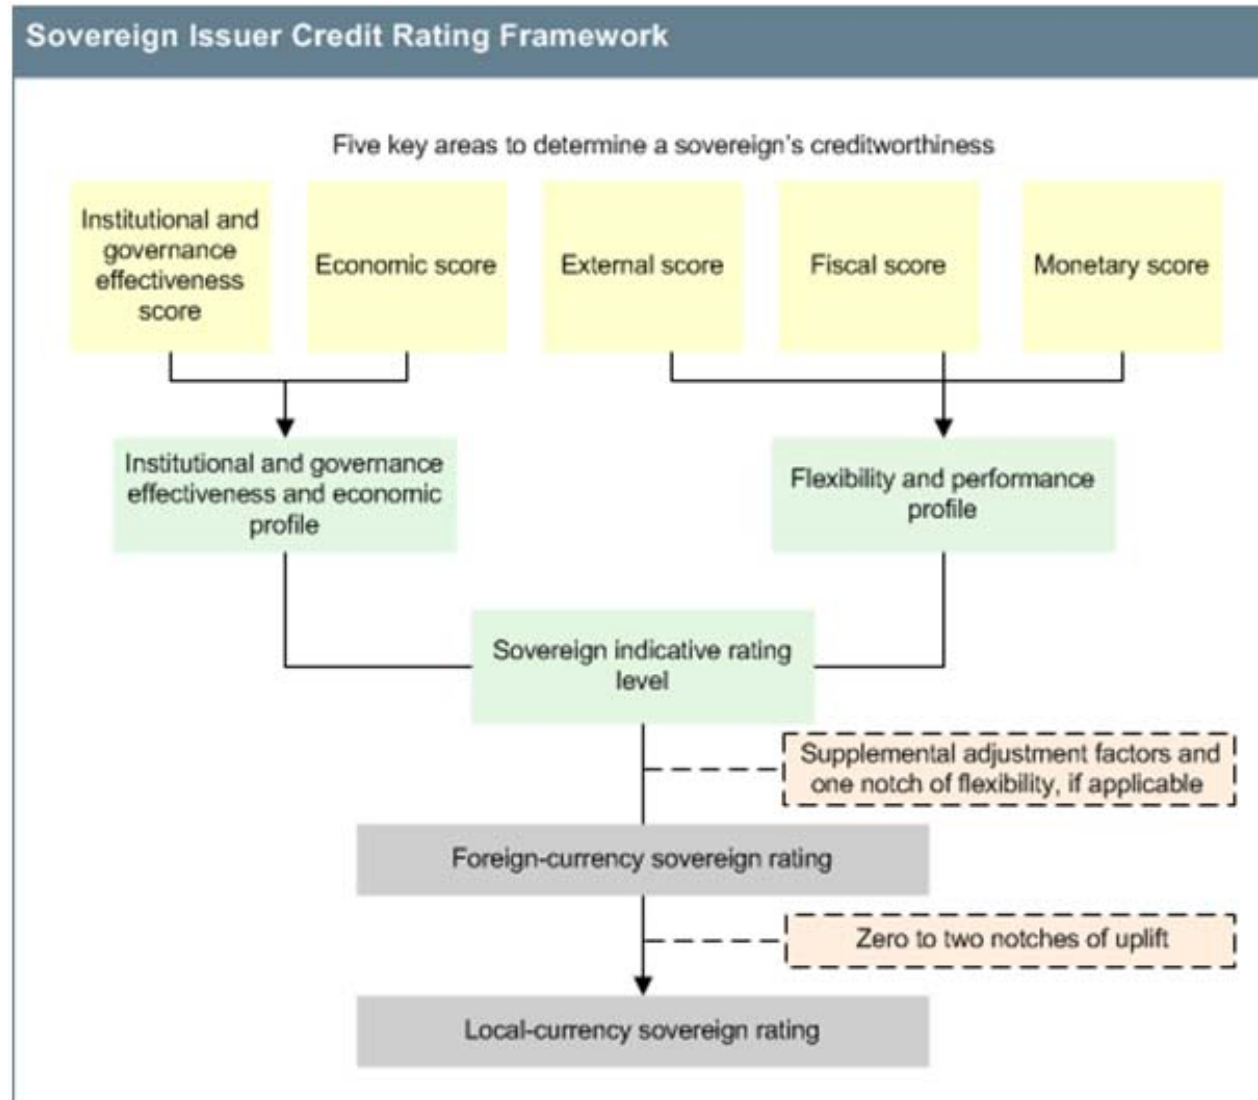 Sovereign Issuer Credit Rating Framework
Five key areas to determine a sovereign's creditworthiness
Institutional and
governance
effectiveness
score
Economic score
External score
Fiscal score
Monetary score
Institutional and governance
effectiveness and economic
profile
Flexibility and performance
profile
Sovereign indicative rating
level
Supplemental adjustment factors and
one notch of flexibility, if applicable
Foreign-currency sovereign rating
Zero to two notches of uplift
Local-currency sovereign rating